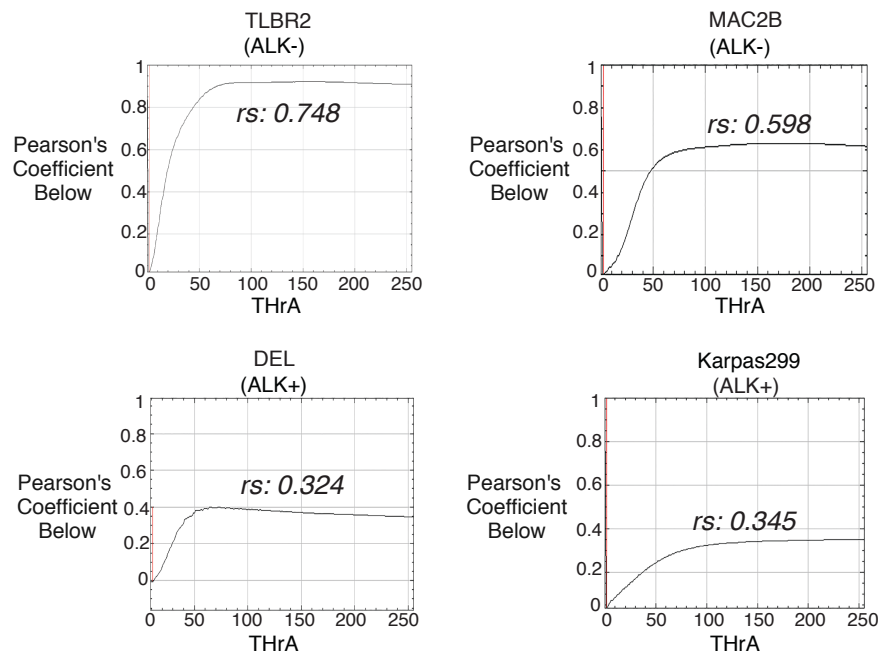 TLBR2
(ALK-)
1
0.8
0.6
0.4
0.2
0
rs: 0.748
Pearson's
Coefficient
Below
0 50 100 150 200 250
THrA
MAC2B
(ALK-)
1
0.8
0.6
0.4
0.2
0
rs: 0.598
Pearson's
Coefficient
Below
0 50 100 150 200 250
THrA
DEL
(ALK+)
1
0.8
0.6
0.4
0.2
0
rs: 0.324
Pearson's
Coefficient
Below
0 50 100 150 200 250
THrA
Karpas299
(ALK+)
1
0.8
0.6
0.4
0.2
rs: 0.345
Pearson's
Coefficient
Below
0 50 100 150 200 250
THrA